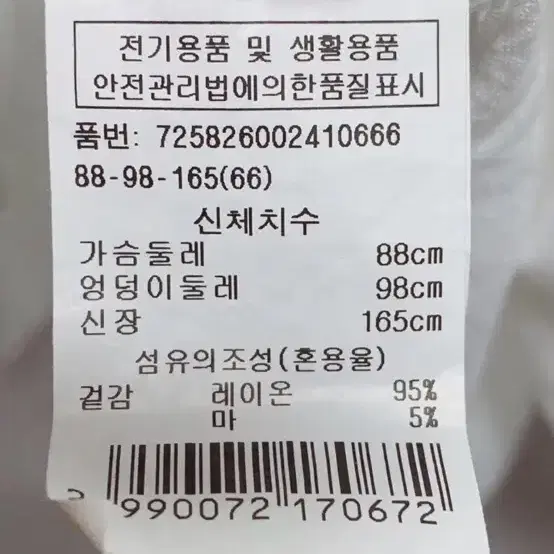 전기용품 및 생활용품
안전관리법에의한품질표시
품번: 725826002410666
88-98-165(66)
신체치수
가슴둘레 88cm
엉덩이둘레 98cm
신장 165cm
섬유의조성(혼용율)
겉감 레이온 95%
마 5%
2 990072 170672